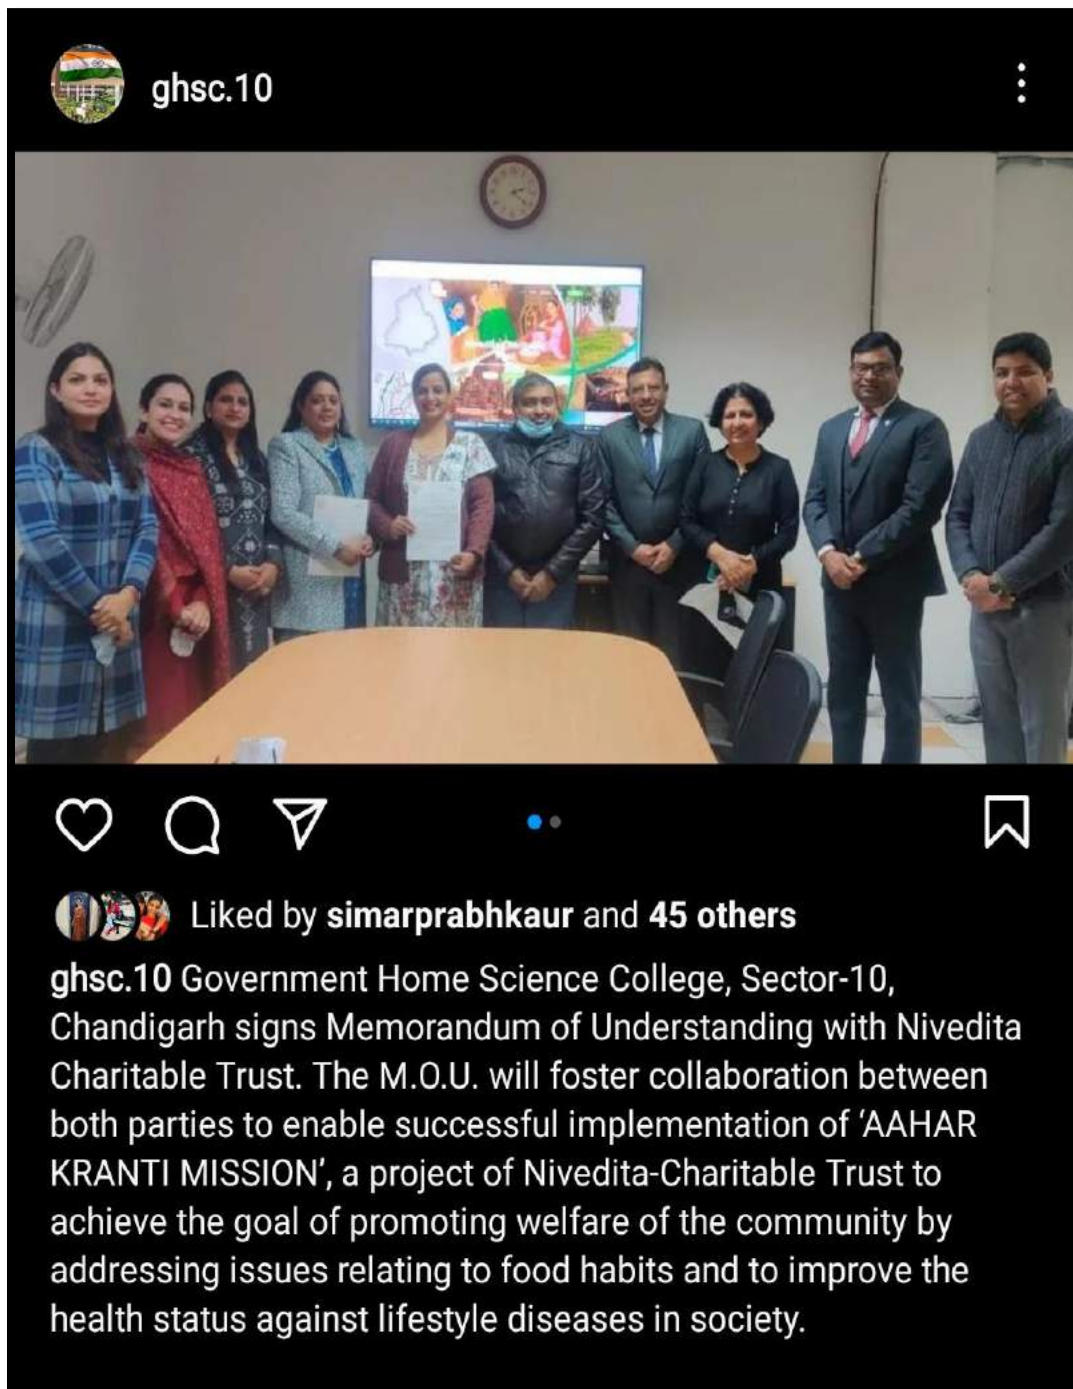 ghsc.10
Liked by simarprabhkaur and 45 others
ghsc.10 Government Home Science College, Sector-10,
Chandigarh signs Memorandum of Understanding with Nivedita
Charitable Trust. The M.O.U. will foster collaboration between
both parties to enable successful implementation of ‘AAHAR
KRANTI MISSION’, a project of Nivedita-Charitable Trust to
achieve the goal of promoting welfare of the community by
addressing issues relating to food habits and to improve the
health status against lifestyle diseases in society.